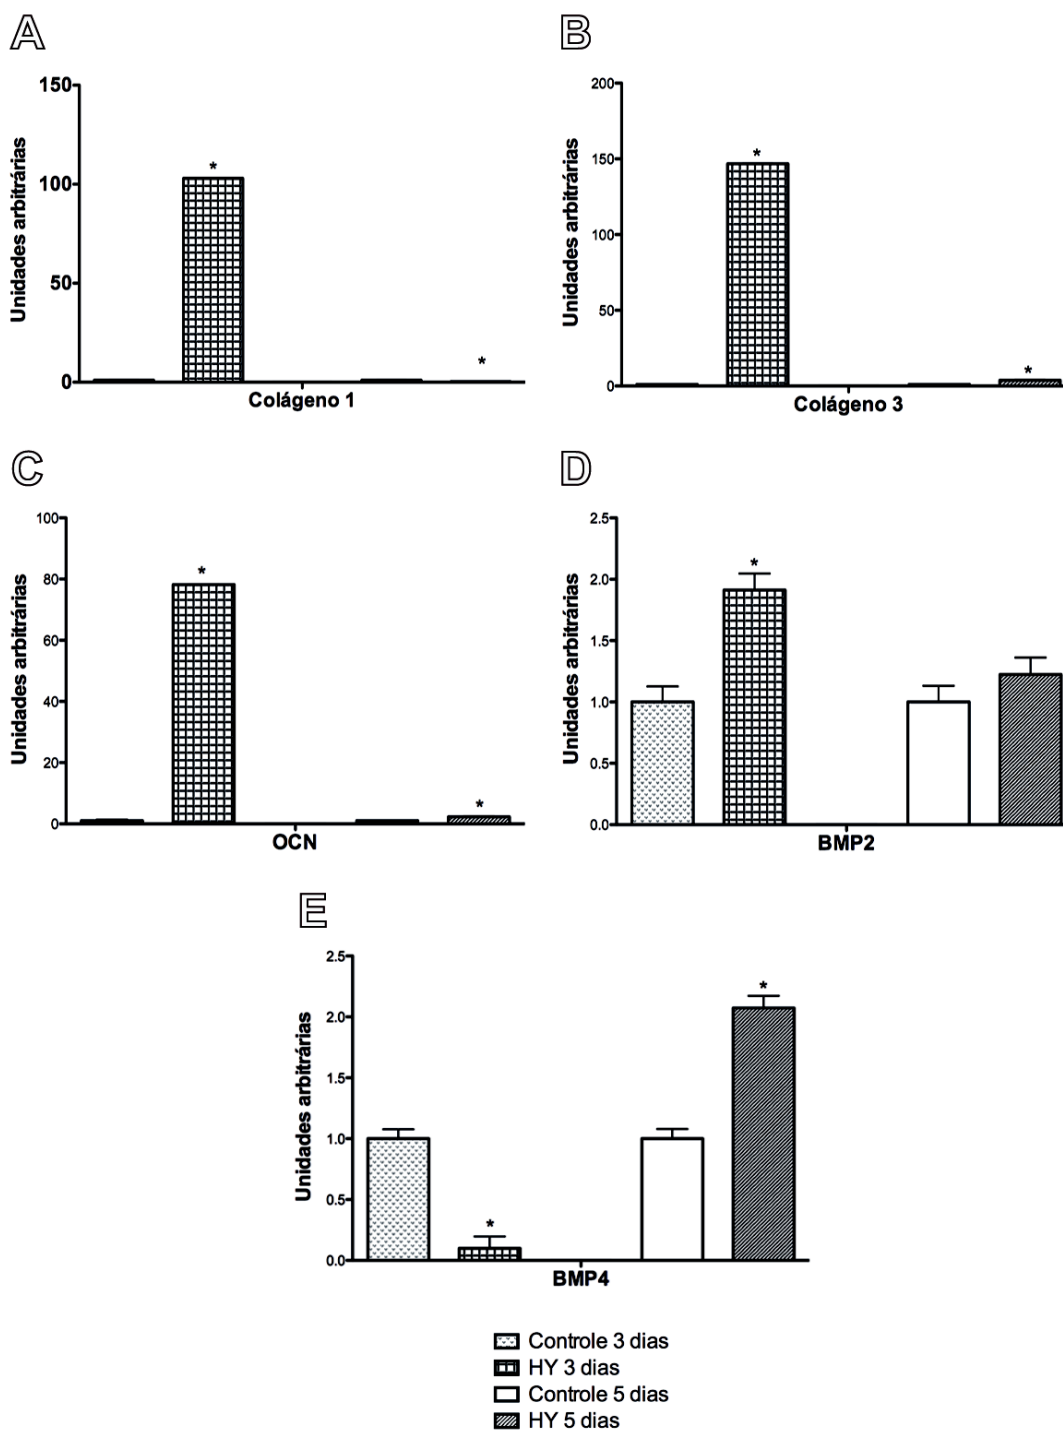 A
Unidades arbitrárias
150
100
50
0
*
*
Colágeno 1
B
Unidades arbitrárias
200
150
100
50
0
*
*
Colágeno 3
C
Unidades arbitrárias
100
80
60
40
20
0
*
*
OCN
D
Unidades arbitrárias
2.5
2.0
1.5
1.0
0.5
0.0
*
BMP2
E
Unidades arbitrárias
2.5
2.0
1.5
1.0
0.5
0.0
*
*
BMP4
Controle 3 dias
HY 3 dias
Controle 5 dias
HY 5 dias